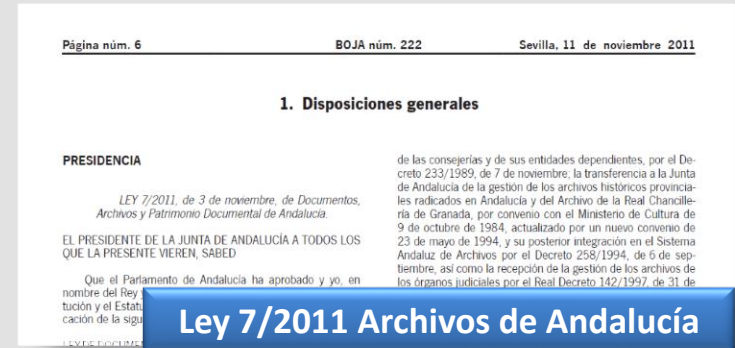 Página núm. 6 BOJA núm. 222 Sevilla, 11 de noviembre 2011
1. Disposiciones generales
PRESIDENCIA
LEY 7/2011, de 3 de noviembre, de Documentos,
Archivos y Patrimonio Documental de Andalucía.
EL PRESIDENTE DE LA JUNTA DE ANDALUCÍA A TODOS LOS
QUE LA PRESENTE VIEREN, SABED
Que el Parlamento de Andalucía ha aprobado y yo, en
nombre del Rey
tución y el Estatu
cación de la sigu
LEY DE DOCUME
de las consejerías y de sus entidades dependientes, por el De-
creto 233/1989, de 7 de noviembre; la transferencia a la Junta
de Andalucía de la gestión de los archivos históricos provincia-
les radicados en Andalucía y del Archivo de la Real Chancille-
ría de Granada, por convenio con el Ministerio de Cultura de
9 de octubre de 1984, actualizado por un nuevo convenio de
23 de mayo de 1994, y su posterior integración en el Sistema
Andaluz de Archivos por el Decreto 258/1994, de 6 de sep-
tiembre, así como la recepción de la gestión de los archivos de
los órganos judiciales por el Real Decreto 142/1997, de 31 de
Ley 7/2011 Archivos de Andalucía